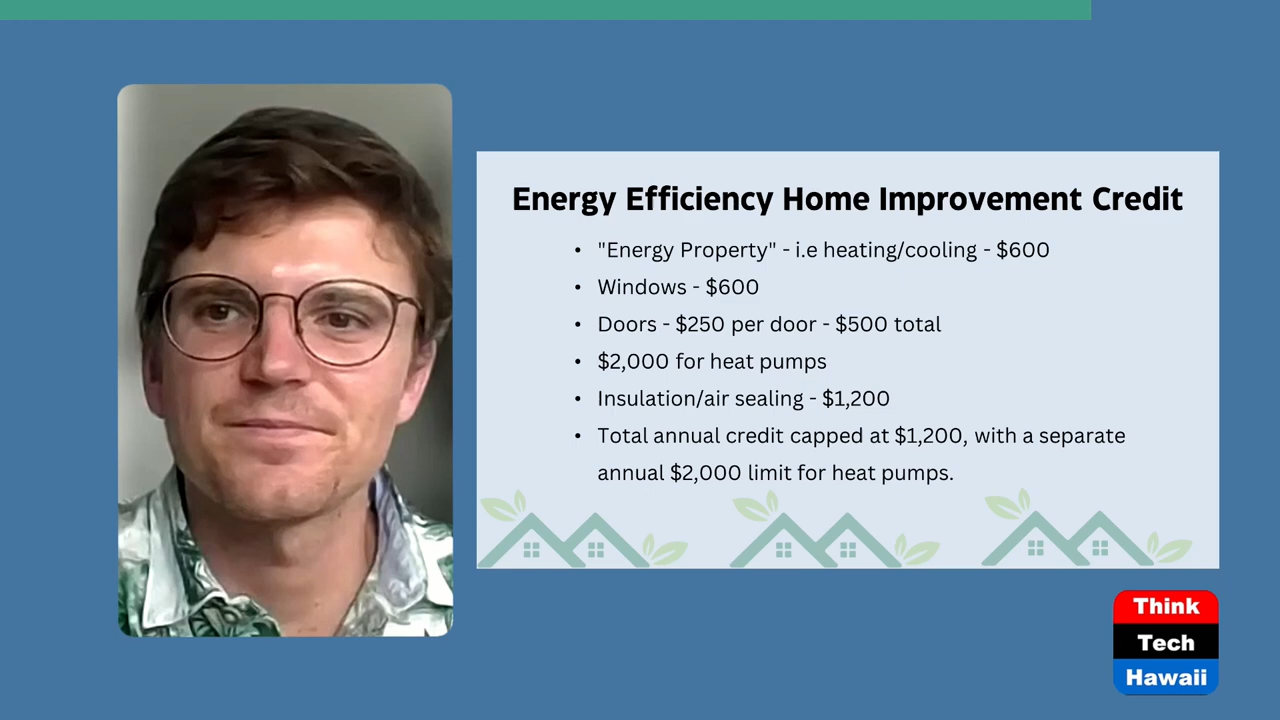 Energy Efficiency Home Improvement Credit
• "Energy Property" - i.e heating/cooling - $600
• Windows - $600
• Doors - $250 per door - $500 total
• $2,000 for heat pumps
• Insulation/air sealing - $1,200
• Total annual credit capped at $1,200, with a separate
annual $2,000 limit for heat pumps.
Think
Tech
Hawaii